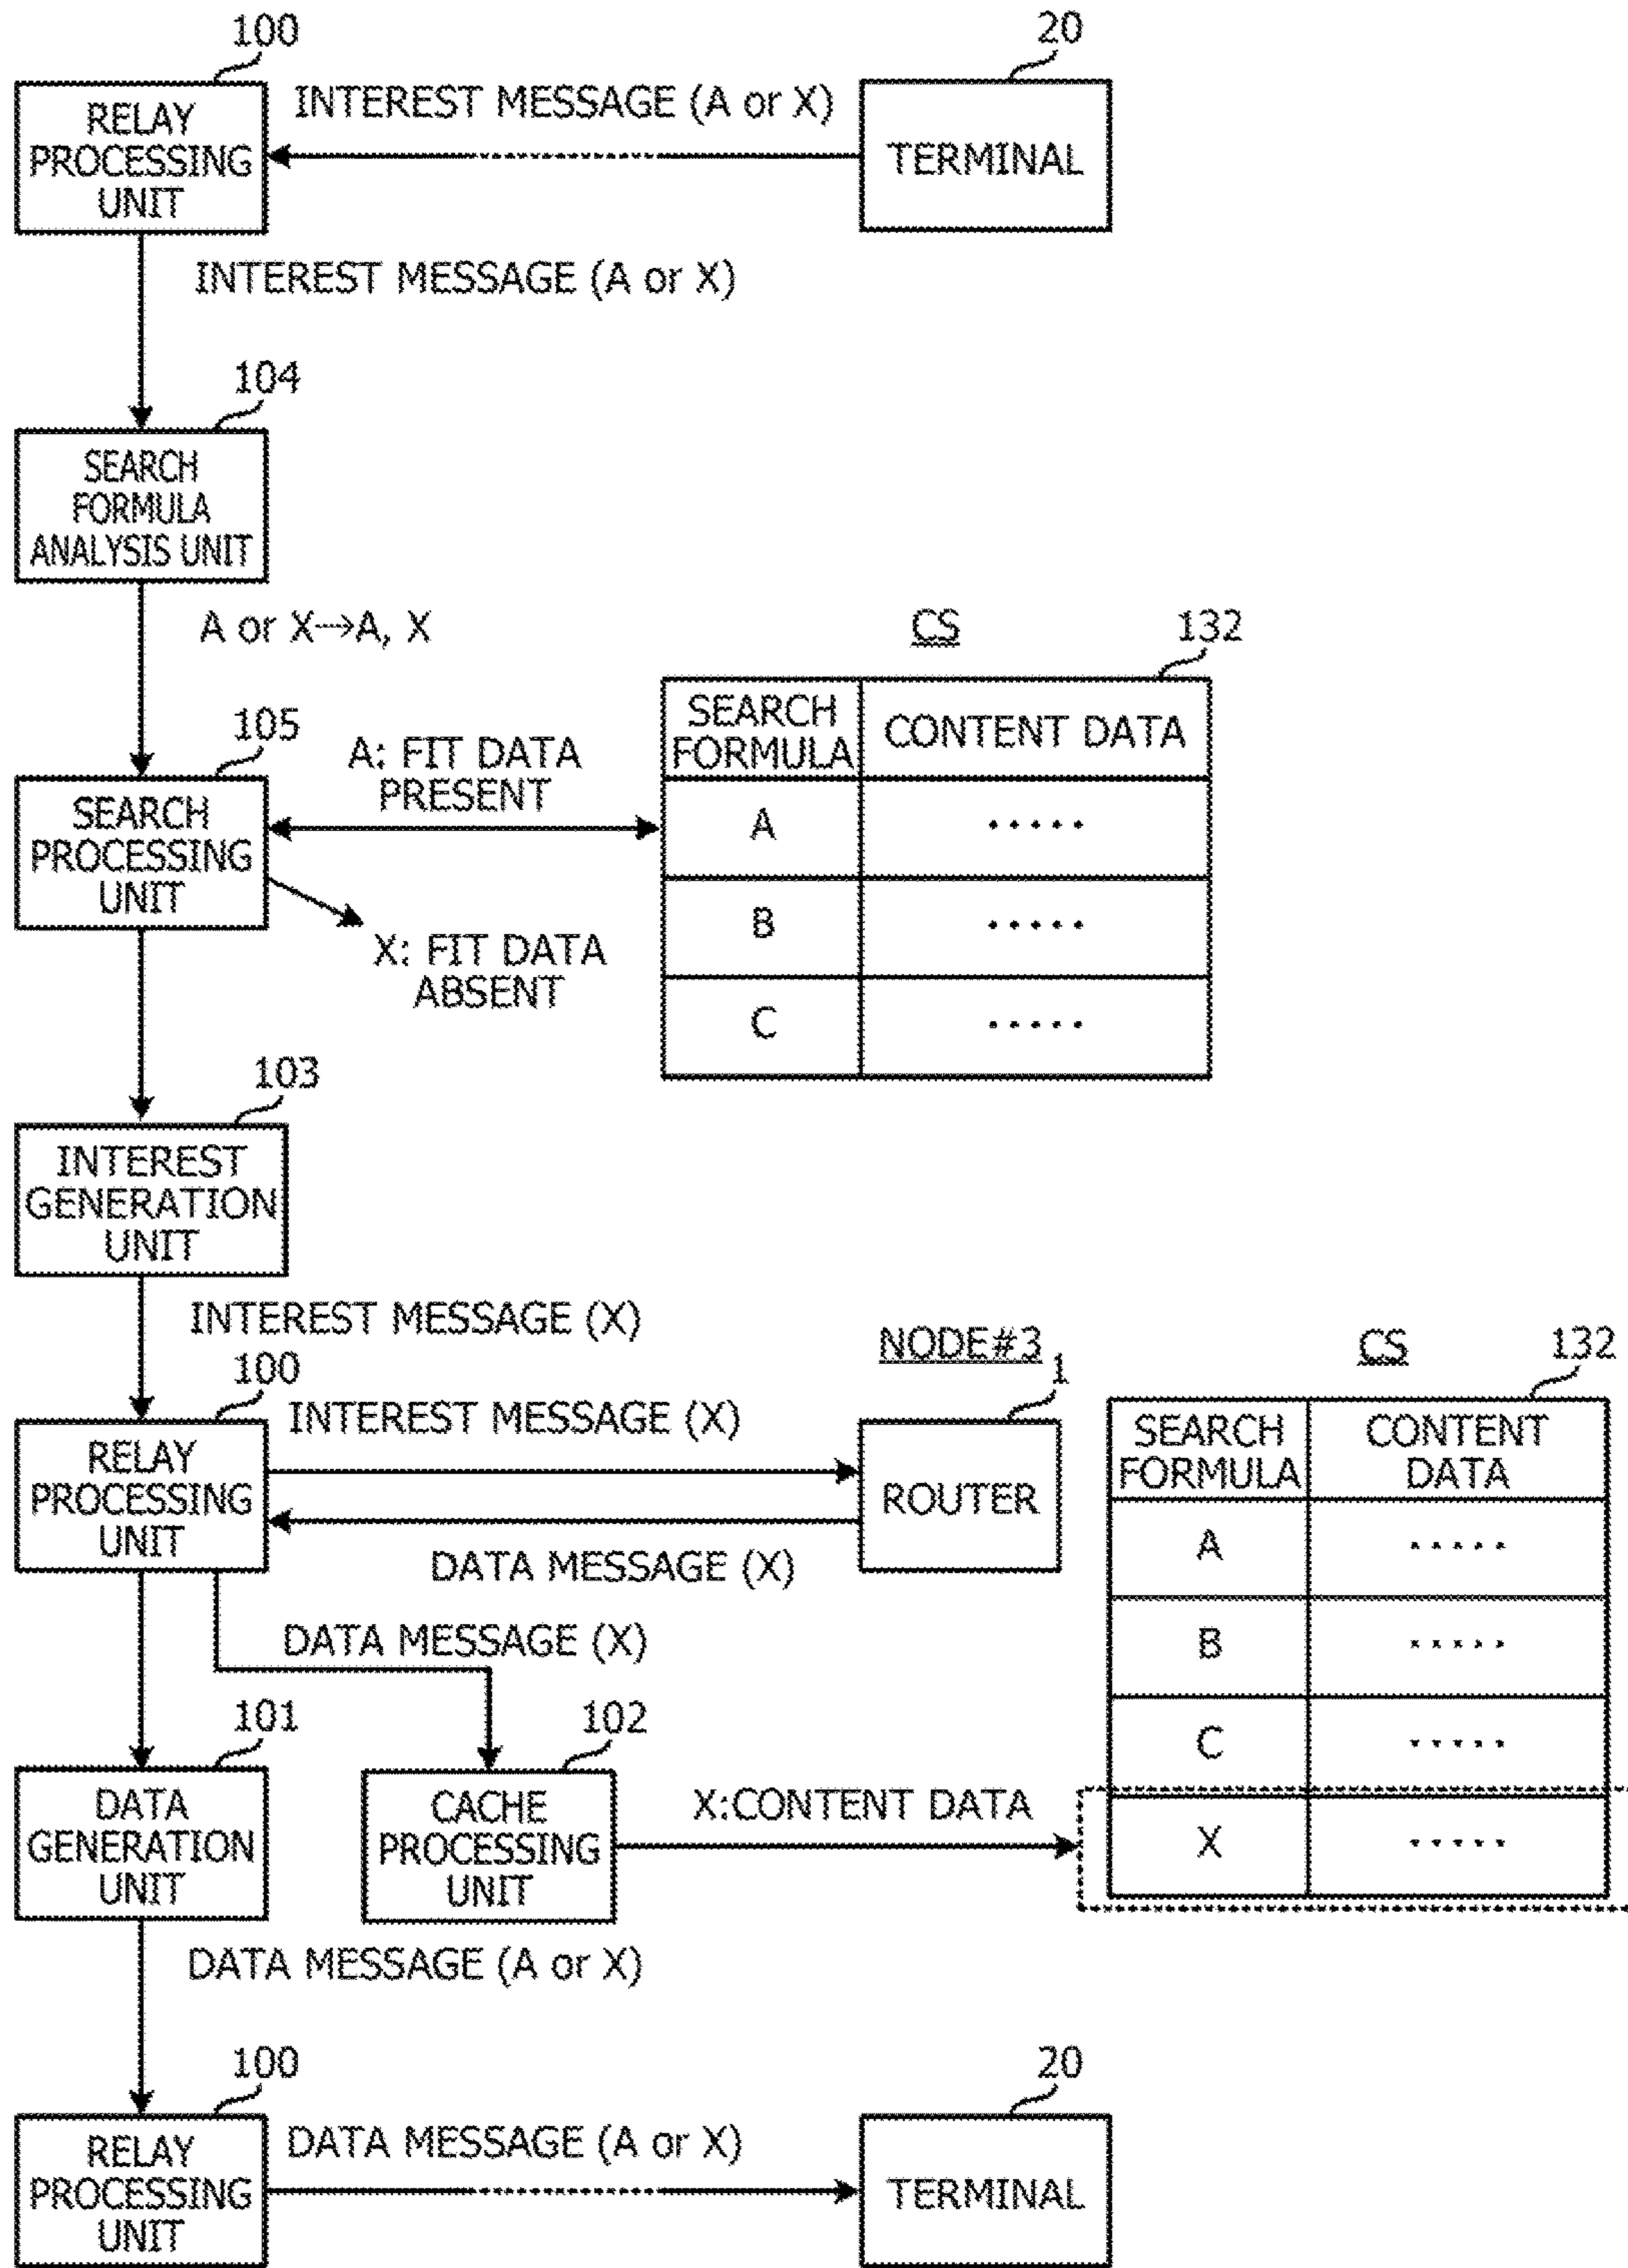 100
20
RELAY
PROCESSING
UNIT
INTEREST MESSAGE (A or X)
TERMINAL
INTEREST MESSAGE (A or X)
104
SEARCH
FORMULA
ANALYSIS UNIT
A or X→A, X
CS
132
105
SEARCH
PROCESSING
UNIT
A: FIT DATA
PRESENT
X: FIT DATA
ABSENT
SEARCH
FORMULA
CONTENT DATA
A
.....
B
.....
C
.....
103
INTEREST
GENERATION
UNIT
INTEREST MESSAGE (X)
100
RELAY
PROCESSING
UNIT
INTEREST MESSAGE (X)
DATA MESSAGE (X)
NODE#3
1
ROUTER
CS
132
SEARCH
FORMULA
CONTENT
DATA
A
.....
B
.....
C
.....
X
.....
DATA MESSAGE (X)
101
DATA
GENERATION
UNIT
102
CACHE
PROCESSING
UNIT
X:CONTENT DATA
DATA MESSAGE (A or X)
100
RELAY
PROCESSING
UNIT
DATA MESSAGE (A or X)
20
TERMINAL